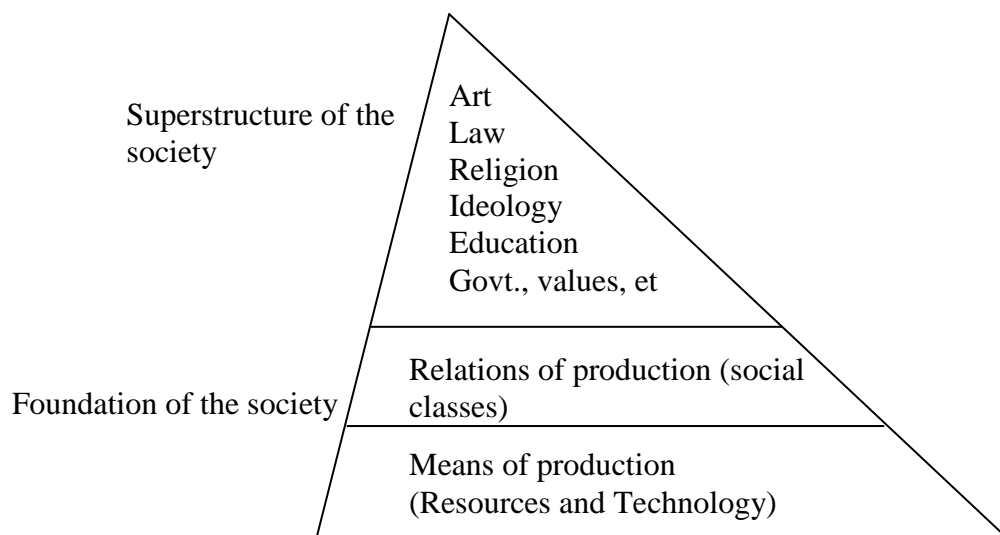 Superstructure of the
society
Art
Law
Religion
Ideology
Education
Govt., values, et
Foundation of the society
Relations of production (social
classes)
Means of production
(Resources and Technology)